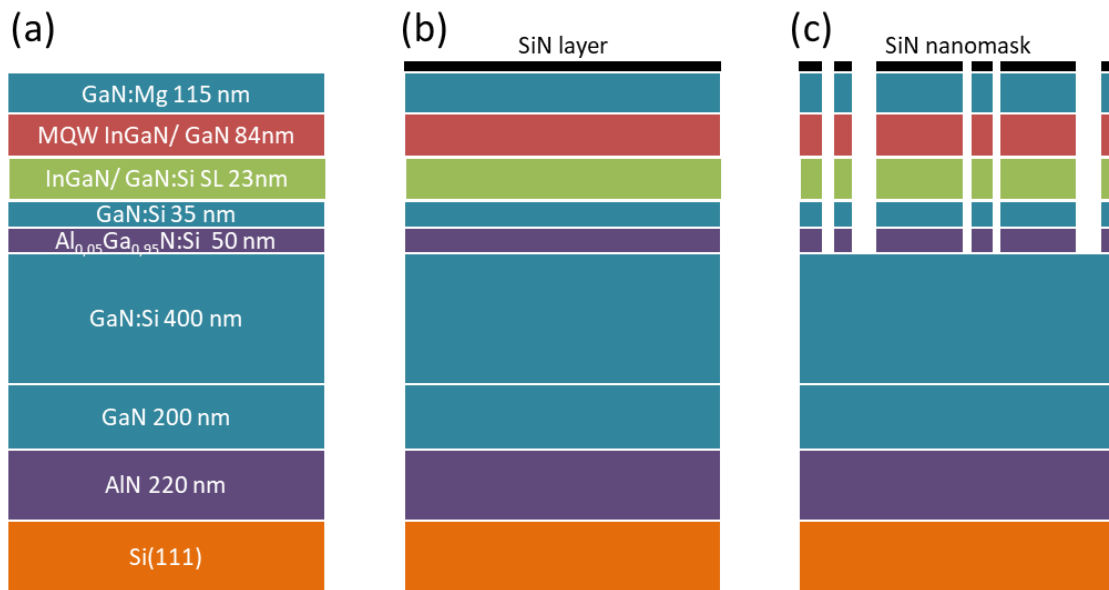 (a)
GaN:Mg 115 nm
MQW InGaN/ GaN 84nm
InGaN/ GaN:Si SL 23nm
GaN:Si 35 nm
Al₀,₀₅Ga₀,₉₅N:Si 50 nm
GaN:Si 400 nm
GaN 200 nm
AlN 220 nm
Si(111)
(b)
SiN layer
(c)
SiN nanomask